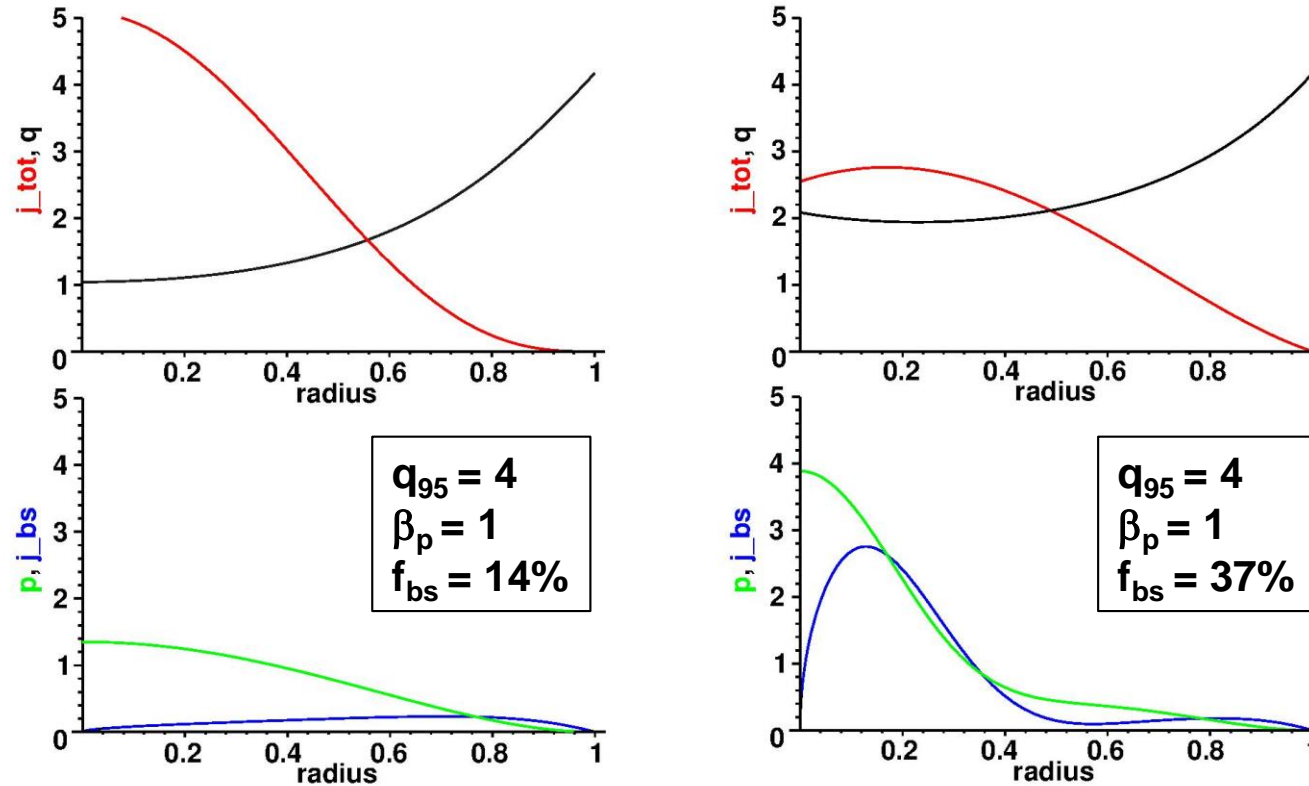 5
4
3
2
1
0
j_tot, q
0.2 0.4 0.6 0.8 1
radius
5
4
3
2
1
0
j_tot, q
0.2 0.4 0.6 0.8
radius
5
4
3
2
1
0
p, j_bs
q95 = 4
βp = 1
fbs = 14%
0.2 0.4 0.6 0.8 1
radius
5
4
3
2
1
0
p, j_bs
q95 = 4
βp = 1
fbs = 37%
0.2 0.4 0.6 0.8
radius